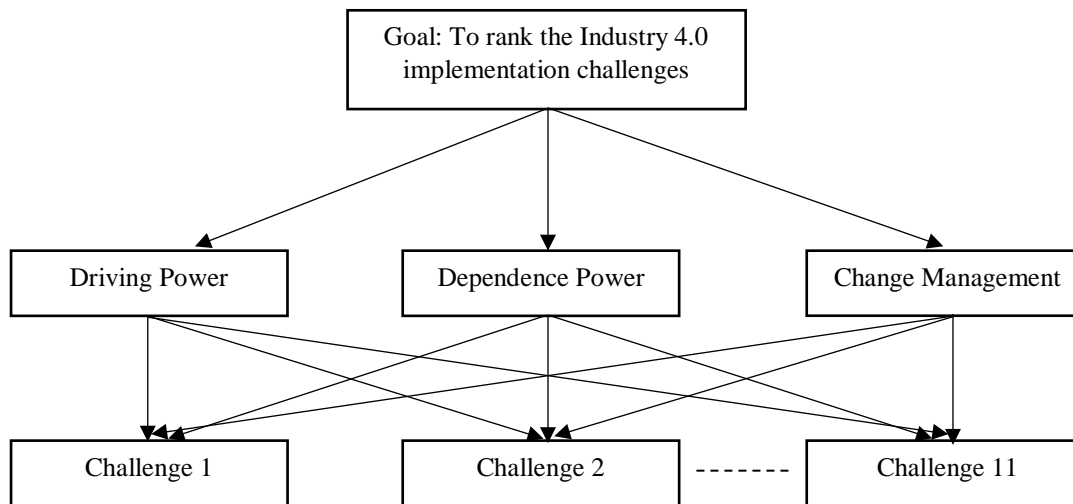 Goal: To rank the Industry 4.0
implementation challenges
Driving Power
Dependence Power
Change Management
Challenge 1
Challenge 2
Challenge 11